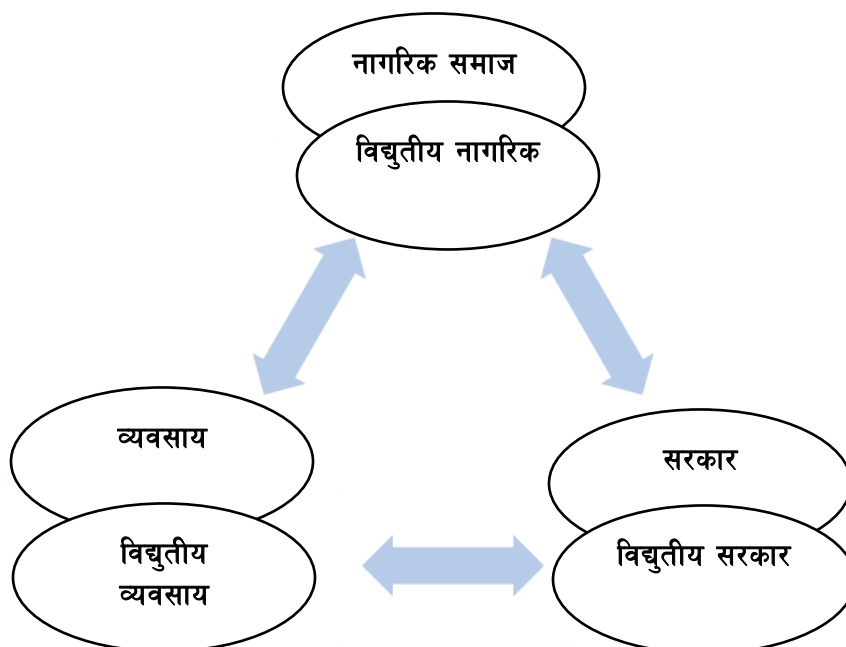 नागरिक समाज
विद्युतीय नागरिक
व्यवसाय
विद्युतीय
व्यवसाय
सरकार
विद्युतीय सरकार